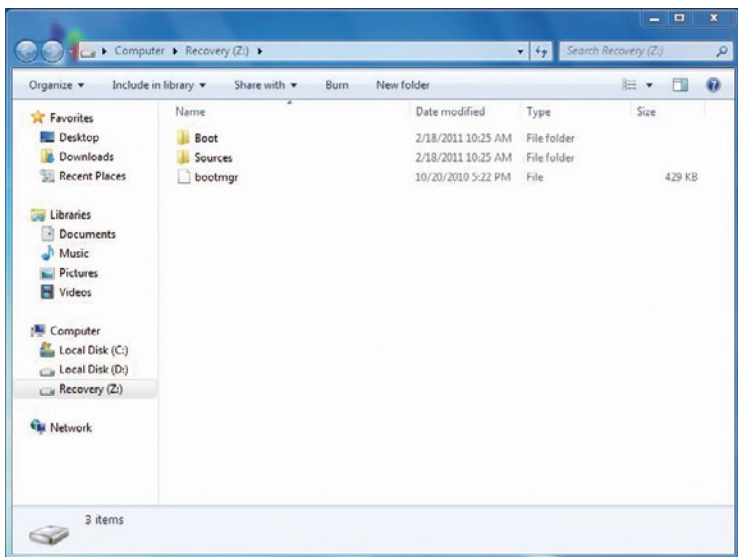 Computer ▸ Recovery (Z:) ▸
Search Recovery (Z:)
Organize ▾ Include in library ▾ Share with ▾ Burn New folder
Name Date modified Type Size
Boot 2/18/2011 10:25 AM File folder
Sources 2/18/2011 10:25 AM File folder
bootmgr 10/20/2010 5:22 PM File 429 KB
Favorites
Desktop
Downloads
Recent Places
Libraries
Documents
Music
Pictures
Videos
Computer
Local Disk (C:)
Local Disk (D:)
Recovery (Z:)
Network
3 items